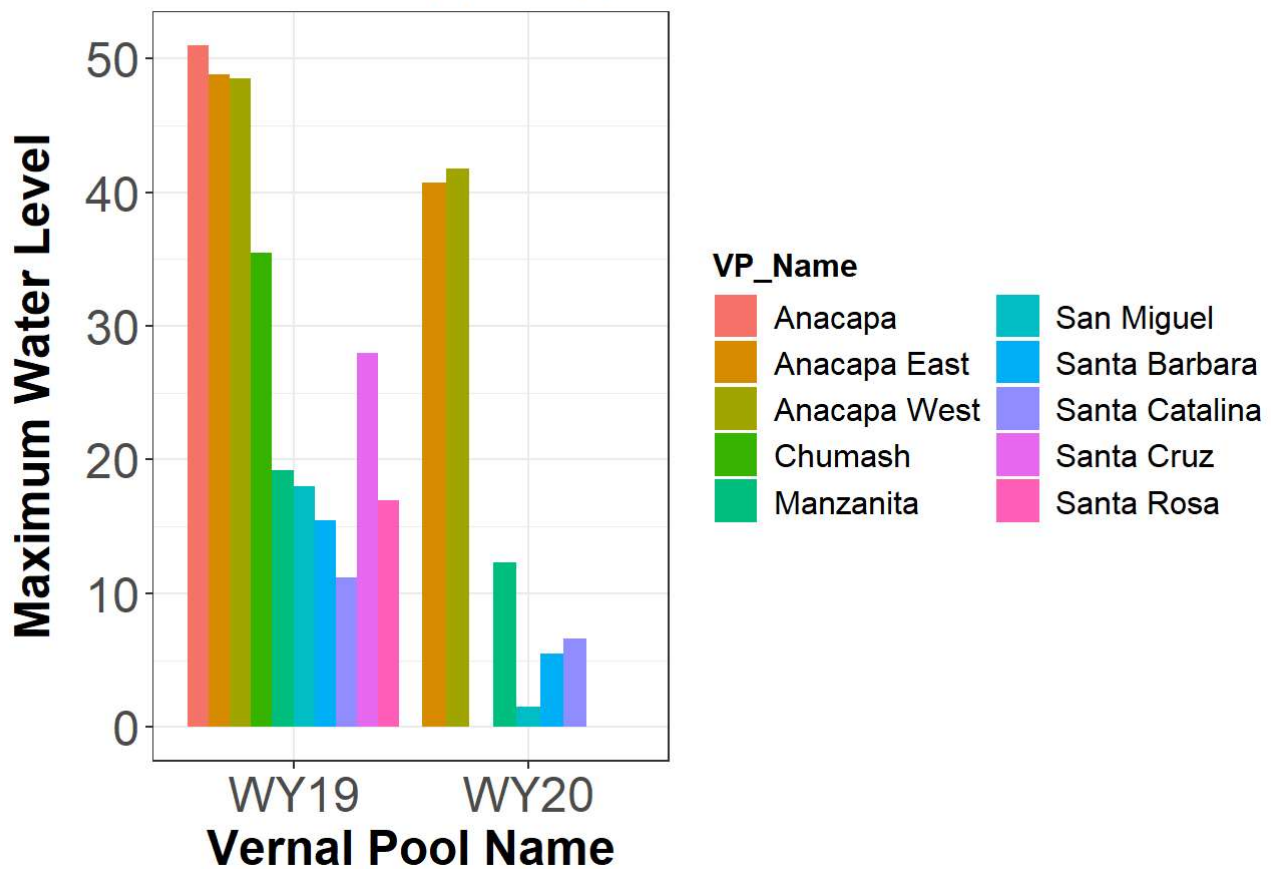 Maximum Water Level
50
40
30
20
10
0
WY19
WY20
Vernal Pool Name
VP_Name
Anacapa
Anacapa East
Anacapa West
Chumash
Manzanita
San Miguel
Santa Barbara
Santa Catalina
Santa Cruz
Santa Rosa